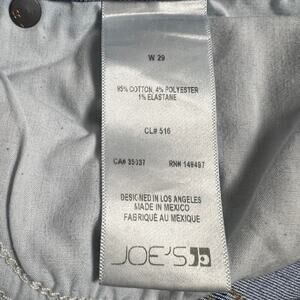 W 29
95% COTTON, 4% POLYESTER
1% ELASTANE
CL# 516
CA# 35037 RN# 149497
DESIGNED IN LOS ANGELES
MADE IN MEXICO
FABRIQUÉ AU MEXIQUE
JOE'S